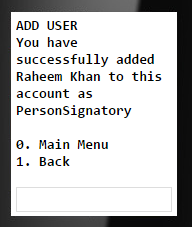 ADD USER
You have
successfully added
Raheem Khan to this
account as
PersonSignatory
0. Main Menu
1. Back